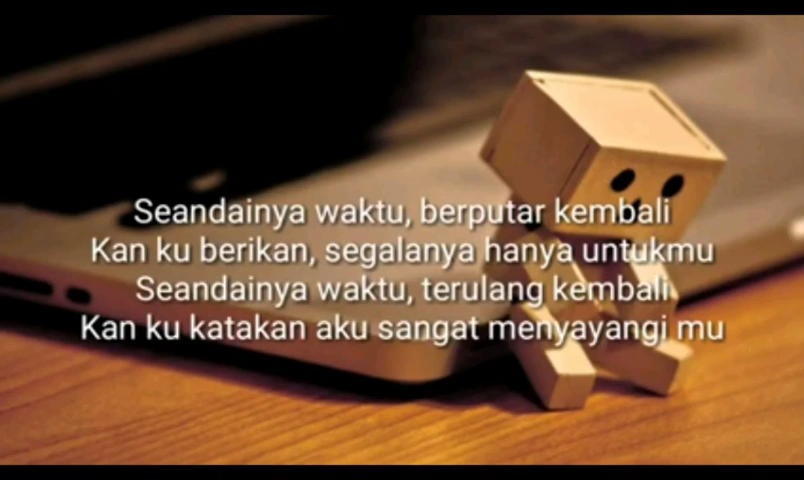 Seandainya waktu, berputar kembali
Kan ku berikan, segalanya hanya untukmu
Seandainya waktu, terulang kembali
Kan ku katakan aku sangat menyayangi mu